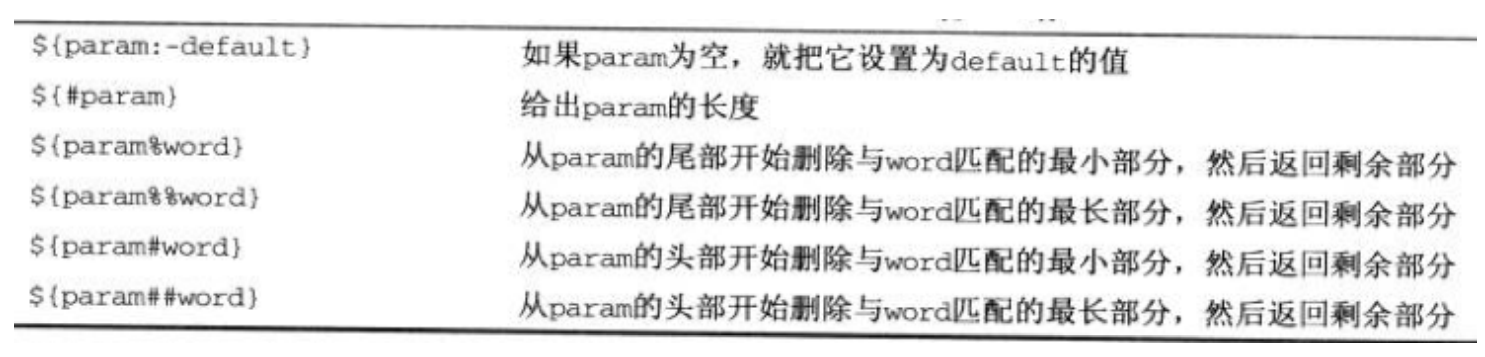 ${param:-default} 如果param为空，就把它设置为default的值
${#param} 给出param的长度
${param%word} 从param的尾部开始删除与word匹配的最小部分，然后返回剩余部分
${param%%word} 从param的尾部开始删除与word匹配的最长部分，然后返回剩余部分
${param#word} 从param的头部开始删除与word匹配的最小部分，然后返回剩余部分
${param##word} 从param的头部开始删除与word匹配的最长部分，然后返回剩余部分